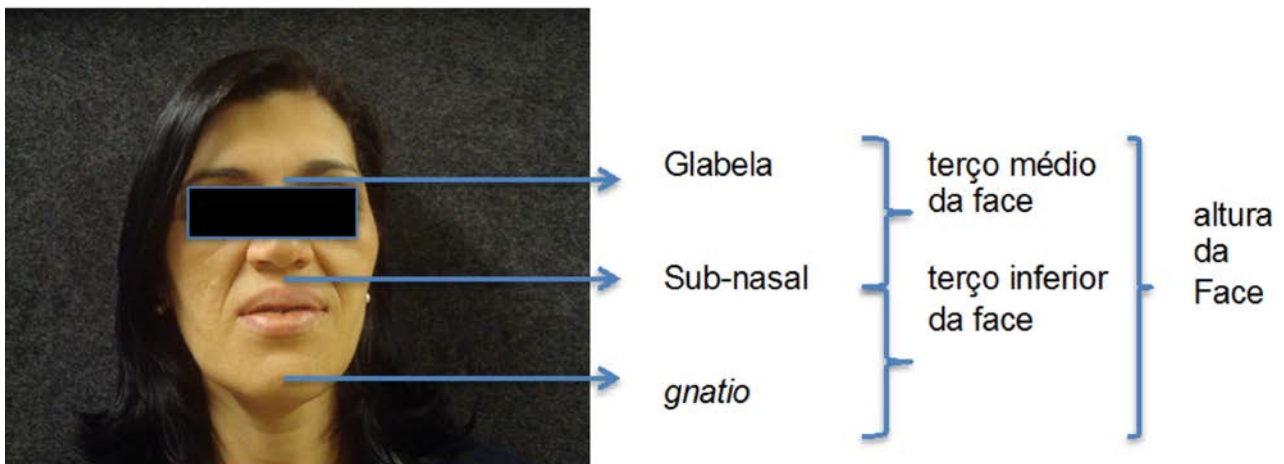 Glabela
terço médio
da face
Sub-nasal
terço inferior
da face
altura
da
Face
gnatio